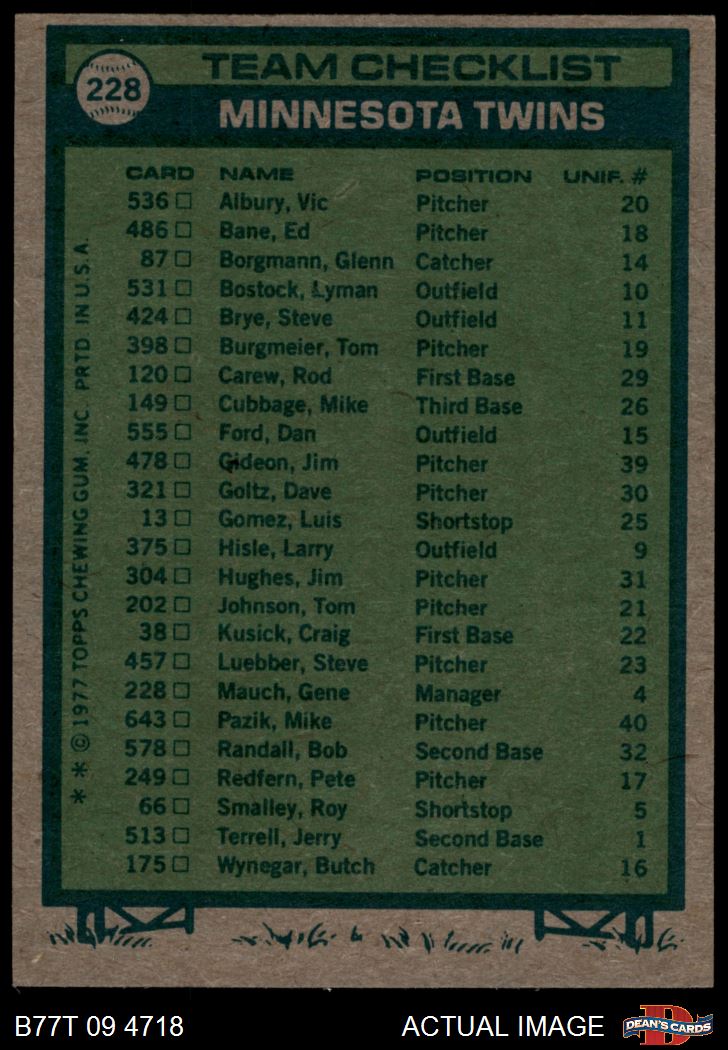 228
TEAM CHECKLIST
MINNESOTA TWINS
CARD NAME POSITION UNIF. #
536 □ Albury, Vic Pitcher 20
486 □ Bane, Ed Pitcher 18
87 □ Borgmann, Glenn Catcher 14
531 □ Bostock, Lyman Outfield 10
424 □ Brye, Steve Outfield 11
398 □ Burgmeier, Tom Pitcher 19
120 □ Carew, Rod First Base 29
149 □ Cubbage, Mike Third Base 26
555 □ Ford, Dan Outfield 15
478 □ Gideon, Jim Pitcher 39
321 □ Goltz, Dave Pitcher 30
13 □ Gomez, Luis Shortstop 25
375 □ Hisle, Larry Outfield 9
304 □ Hughes, Jim Pitcher 31
202 □ Johnson, Tom Pitcher 21
38 □ Kusick, Craig First Base 22
457 □ Luebber, Steve Pitcher 23
228 □ Mauch, Gene Manager 4
643 □ Pazik, Mike Pitcher 40
578 □ Randall, Bob Second Base 32
249 □ Redfern, Pete Pitcher 17
66 □ Smalley, Roy Shortstop 5
513 □ Terrell, Jerry Second Base 1
175 □ Wynegar, Butch Catcher 16
* * © 1977 TOPPS CHEWING GUM, INC. PRTD IN U.S.A.
B77T 09 4718 ACTUAL IMAGE
D
DEAN'S CARDS